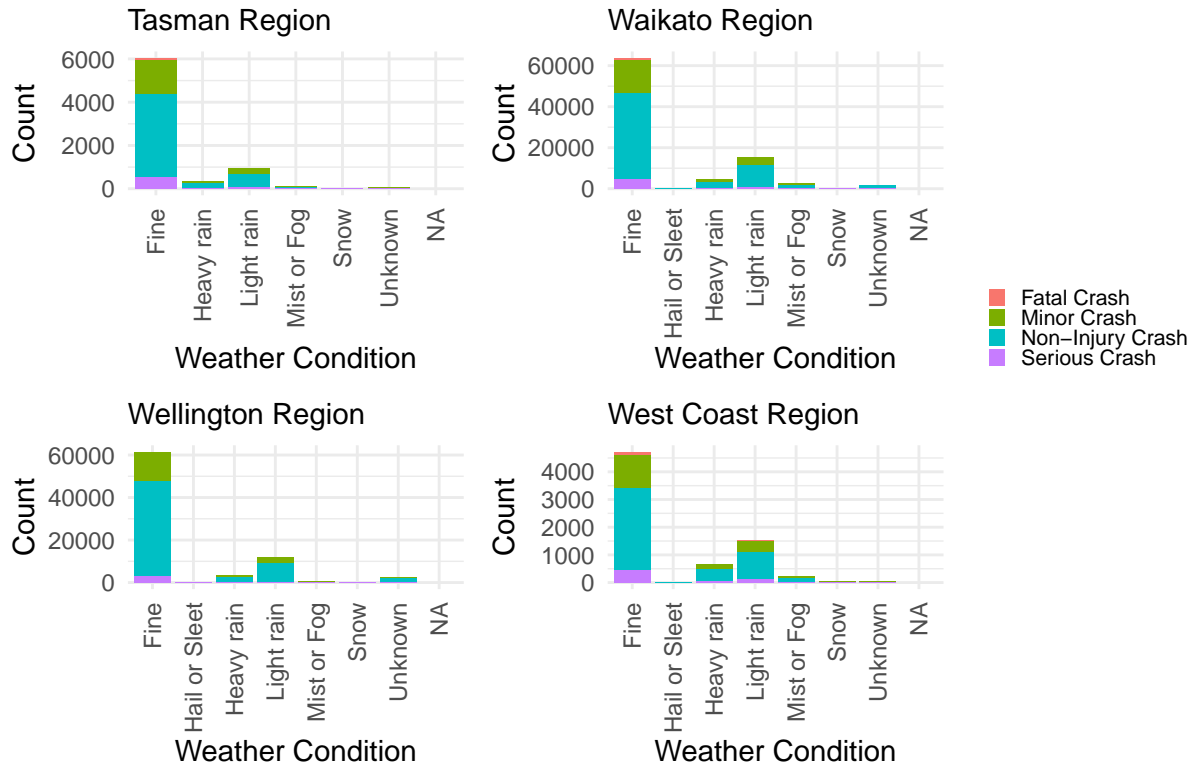 Tasman Region
Count
6000
4000
2000
0
Fine
Heavy rain
Light rain
Mist or Fog
Snow
Unknown
NA
Weather Condition
Waikato Region
Count
60000
40000
20000
0
Fine
Hail or Sleet
Heavy rain
Light rain
Mist or Fog
Snow
Unknown
NA
Weather Condition
Fatal Crash
Minor Crash
Non−Injury Crash
Serious Crash
Wellington Region
Count
60000
40000
20000
0
Fine
Hail or Sleet
Heavy rain
Light rain
Mist or Fog
Snow
Unknown
NA
Weather Condition
West Coast Region
Count
4000
3000
2000
1000
0
Fine
Hail or Sleet
Heavy rain
Light rain
Mist or Fog
Snow
Unknown
NA
Weather Condition